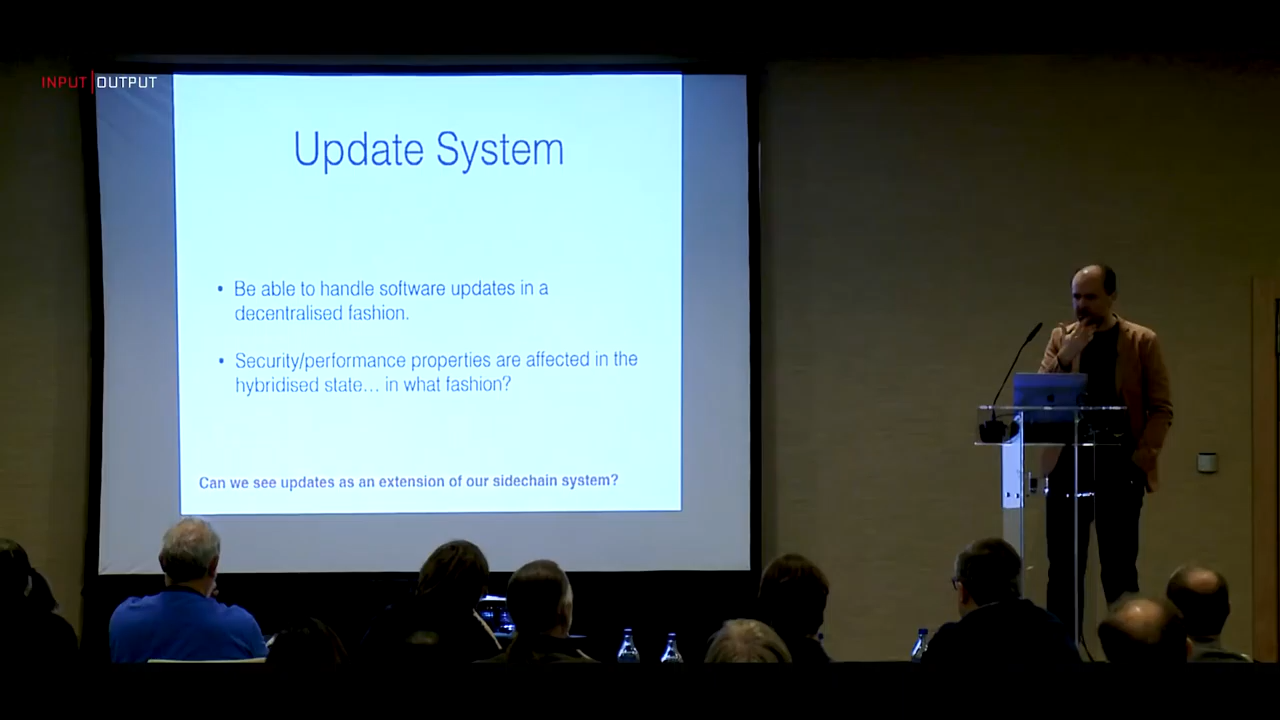 INPUT|OUTPUT
Update System
• Be able to handle software updates in a
decentralised fashion.
• Security/performance properties are affected in the
hybridised state... in what fashion?
Can we see updates as an extension of our sidechain system?